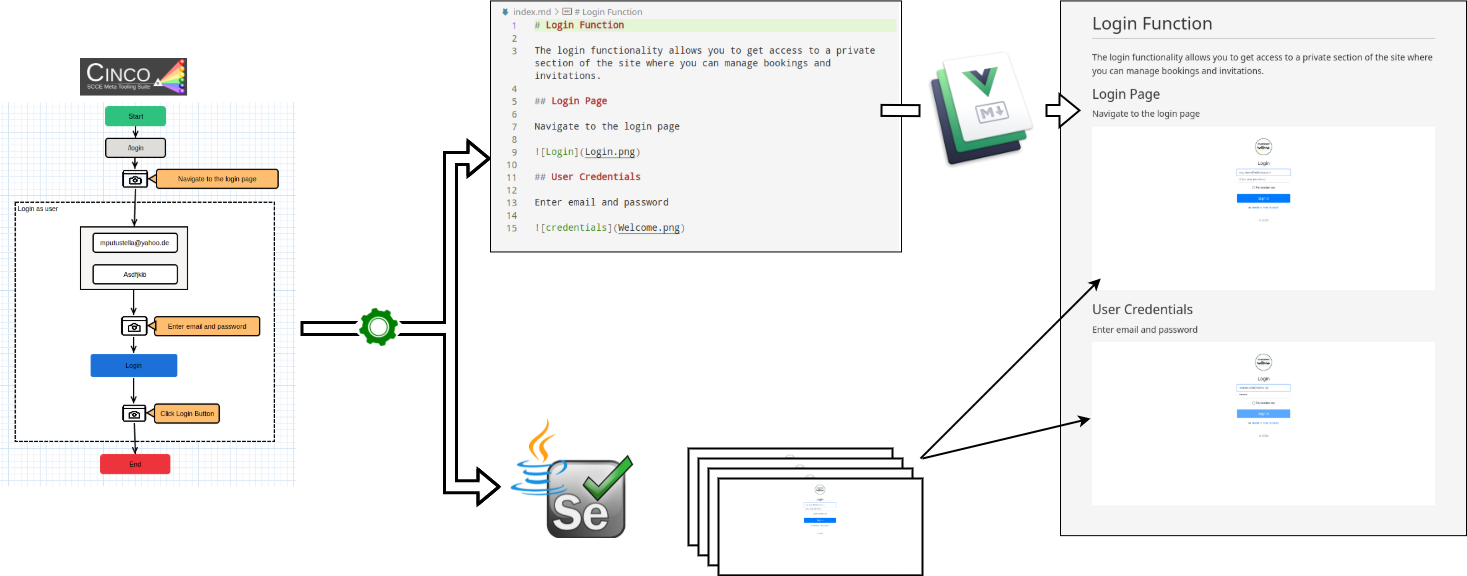 CINCO
SCCE Meta Tooling Suite
Start
/login
Navigate to the login page
Login as user
mputustella@yahoo.de
Asdfjklö
Enter email and password
Login
Click Login Button
End
index.md > # Login Function
1 # Login Function
2
3 The login functionality allows you to get access to a private
section of the site where you can manage bookings and
invitations.
4
5 ## Login Page
6
7 Navigate to the login page
8
9 ![Login](Login.png)
10
11 ## User Credentials
12
13 Enter email and password
14
15 ![credentials](Welcome.png)
M
Se
Login
Login Function
The login functionality allows you to get access to a private section of the site where
you can manage bookings and invitations.
Login Page
Navigate to the login page
Login
Sign in
User Credentials
Enter email and password
Login